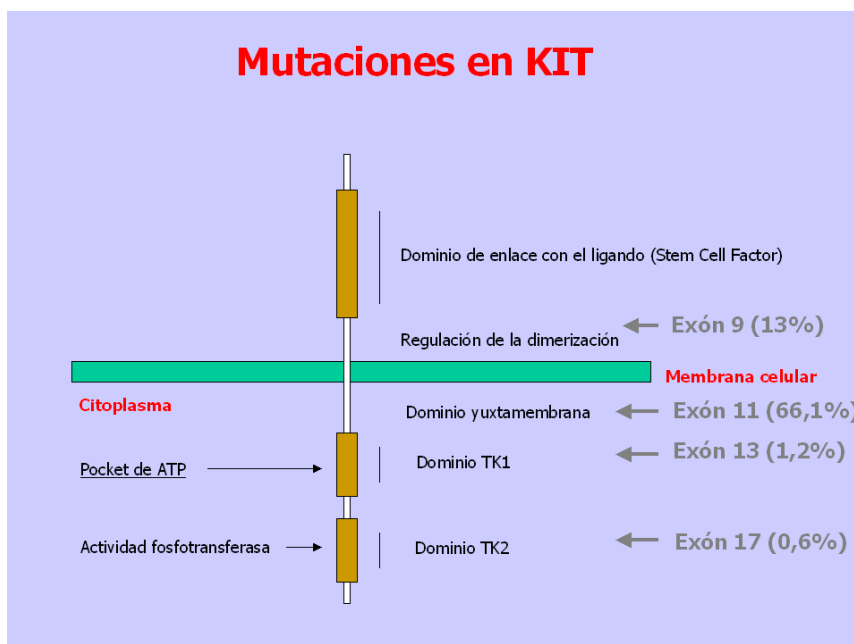 Mutaciones en KIT
Dominio de enlace con el ligando (Stem Cell Factor)
Regulación de la dimerización
Exón 9 (13%)
Membrana celular
Citoplasma
Dominio yuxtamembrana
Exón 11 (66,1%)
Pocket de ATP
Dominio TK1
Exón 13 (1,2%)
Actividad fosfotransferasa
Dominio TK2
Exón 17 (0,6%)